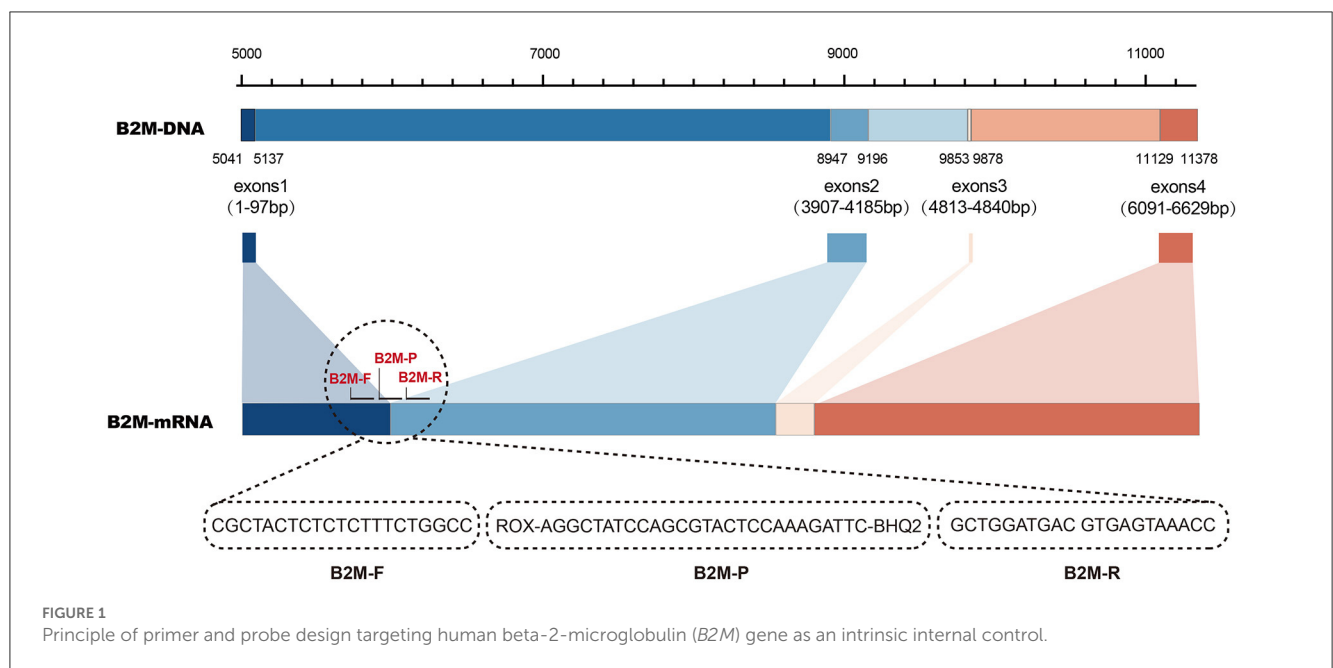 5000 7000 9000 11000
B2M-DNA
5041 5137 8947 9196 9853 9878 11129 11378
exons1 exons2 exons3 exons4
(1-97bp) (3907-4185bp) (4813-4840bp) (6091-6629bp)
B2M-P
B2M-F B2M-R
B2M-mRNA
CGCTACTCTCTCTTTCTGGCC ROX-AGGCTATCCAGCGTACTCCAAAGATTC-BHQ2 GCTGGATGAC GTGAGTAAACC
B2M-F B2M-P B2M-R
FIGURE 1
Principle of primer and probe design targeting human beta-2-microglobulin (B2M) gene as an intrinsic internal control.